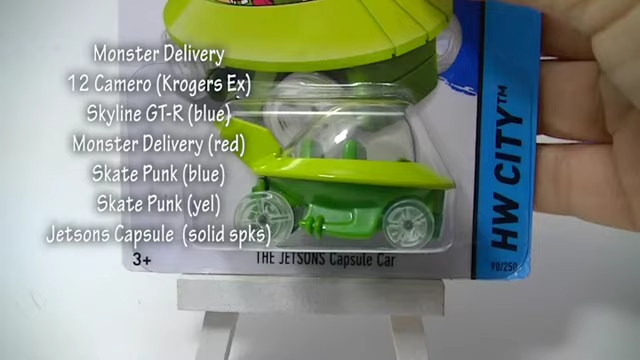 Monster Delivery
12 Camero (Krogers Ex)
Skyline GT-R (blue)
Monster Delivery (red)
Skate Punk (blue)
Skate Punk (yel)
Jetsons Capsule (solid spks)
3+
THE JETSONS Capsule Car
HW CITY™
90/250